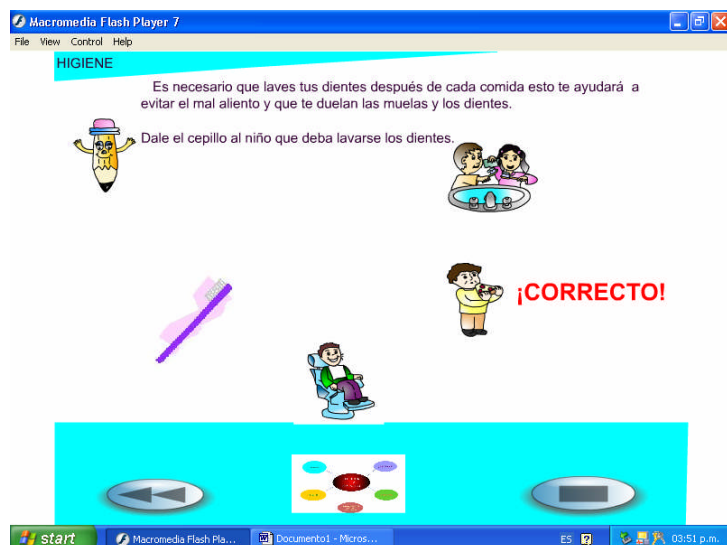 Macromedia Flash Player 7
File View Control Help
HIGIENE
Es necesario que laves tus dientes después de cada comida esto te ayudará a
evitar el mal aliento y que te duelan las muelas y los dientes.
Dale el cepillo al niño que deba lavarse los dientes.
¡CORRECTO!
start
Macromedia Flash Pla...
Documento1 - Micros...
ES
03:51 p.m.